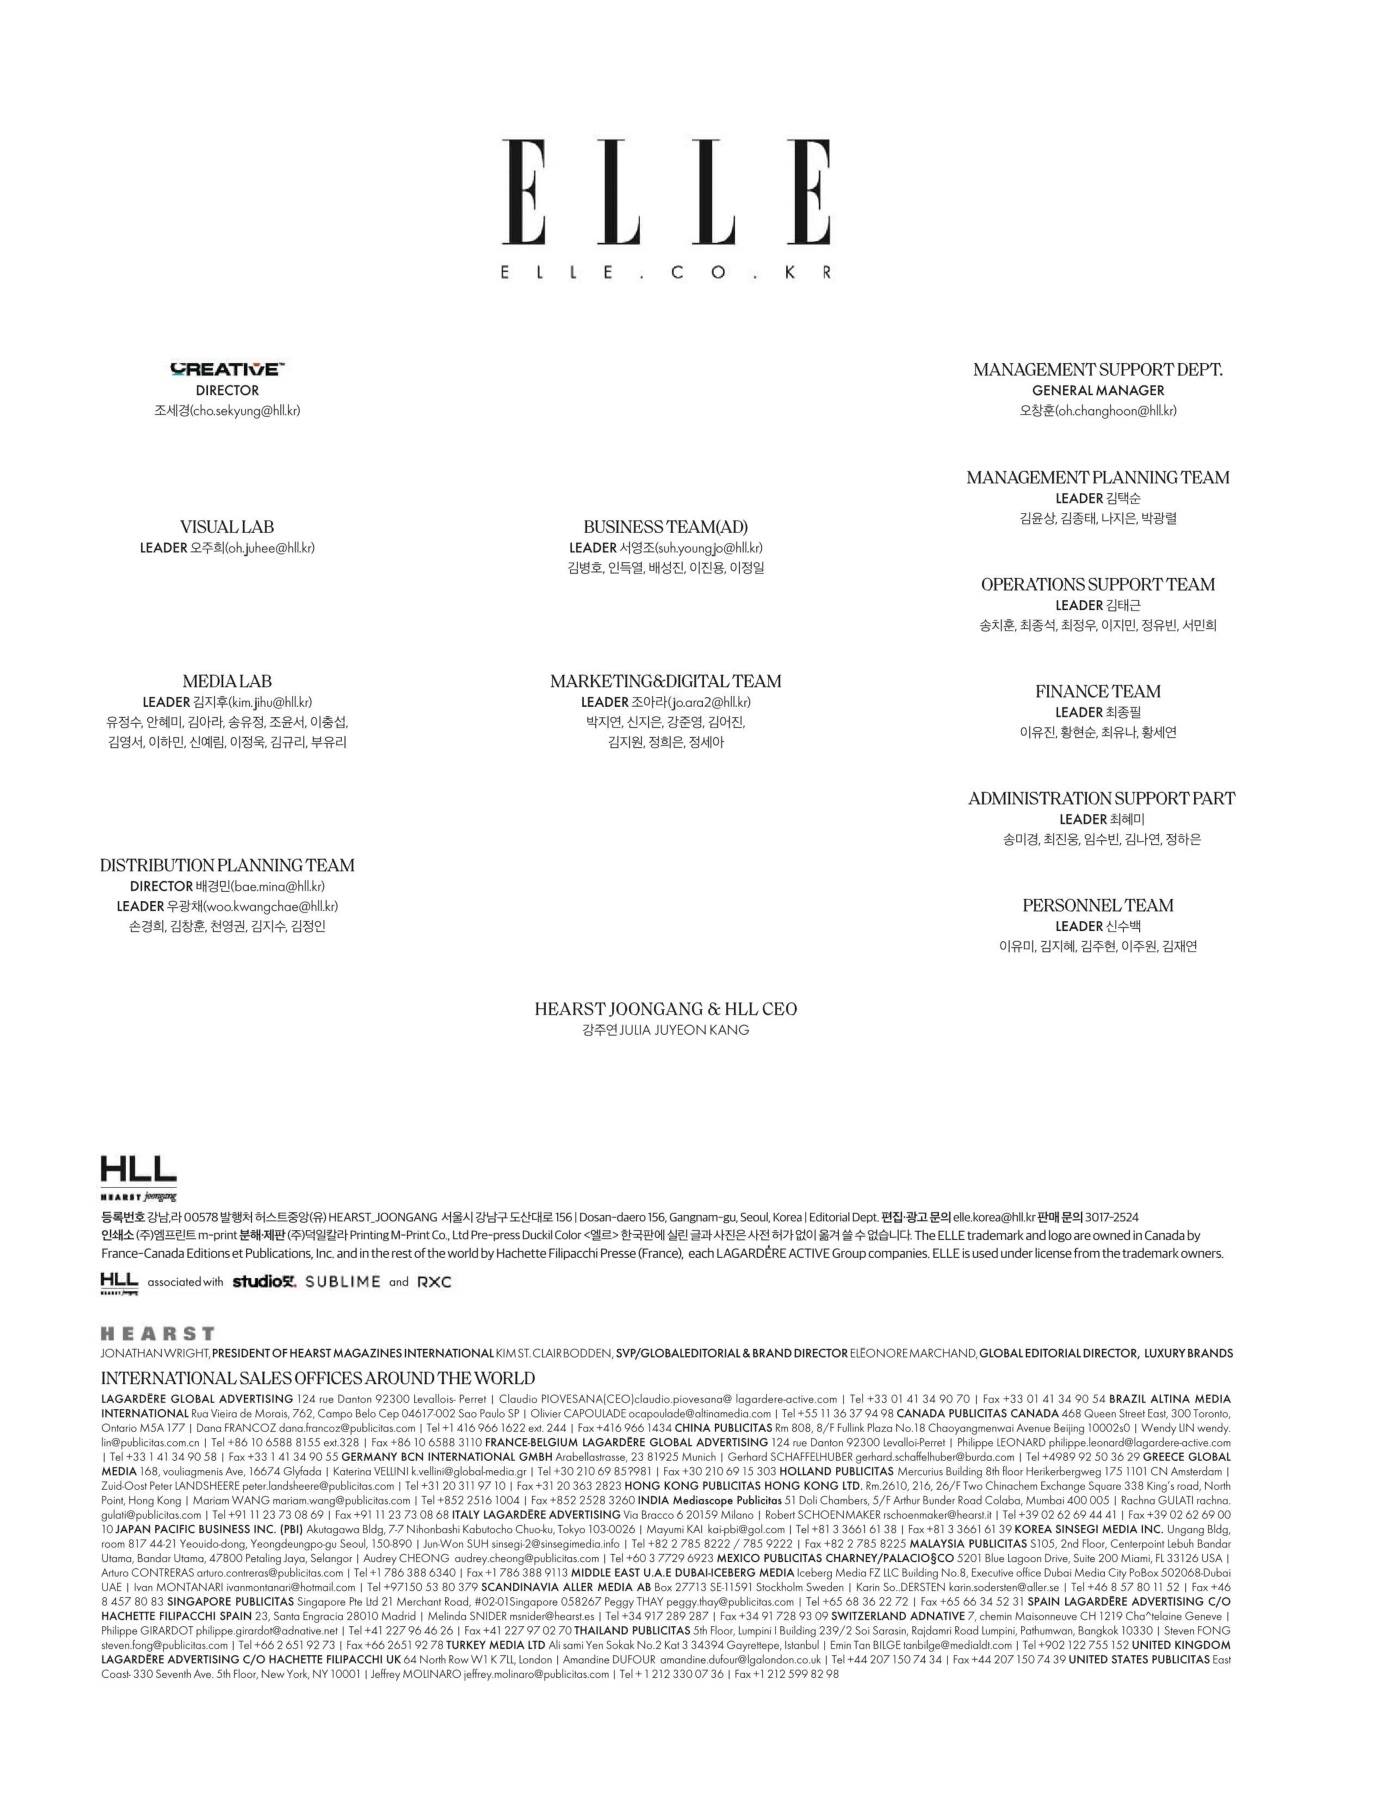 ELLE
ELLE.CO.KR
CREATIVE™
DIRECTOR
조세경(cho.sekyung@hll.kr)
VISUAL LAB
LEADER 오주희(oh.juhee@hll.kr)
MEDIA LAB
LEADER 김지후(kim.jihu@hll.kr)
유정수, 안혜미, 김아라, 송유정, 조윤서, 이충섭,
김영서, 이하민, 신예림, 이정욱, 김규리, 부유리
DISTRIBUTION PLANNING TEAM
DIRECTOR 배경민(bae.mina@hll.kr)
LEADER 우광채(woo.kwangchae@hll.kr)
손경희, 김창훈, 천영권, 김지수, 김정인
BUSINESS TEAM(AD)
LEADER 서영조(suh.youngjo@hll.kr)
김병호, 인득열, 배성진, 이진용, 이정일
MARKETING&DIGITAL TEAM
LEADER 조아라(jo.ara2@hll.kr)
박지연, 신지은, 강준영, 김어진,
김지원, 정희은, 정세아
MANAGEMENT SUPPORT DEPT.
GENERAL MANAGER
오창훈(oh.changhoon@hll.kr)
MANAGEMENT PLANNING TEAM
LEADER 김택순
김윤상, 김종태, 나지은, 박광렬
OPERATIONS SUPPORT TEAM
LEADER 김태근
송치훈, 최종석, 최정우, 이지민, 정유빈, 서민희
FINANCE TEAM
LEADER 최종필
이유진, 황현순, 최유나, 황세연
ADMINISTRATION SUPPORT PART
LEADER 최혜미
송미경, 최진웅, 임수빈, 김나연, 정하은
PERSONNEL TEAM
LEADER 신수백
이유미, 김지혜, 김주현, 이주원, 김재연
HEARST JOONGANG & HLL CEO
강주연 JULIA JUYEON KANG
HLL
HEARST joongang
등록번호 강남,라 00578 발행처 허스트중앙(유) HEARST_JOONGANG 서울시 강남구 도산대로 156 | Dosan-daero 156, Gangnam-gu, Seoul, Korea | Editorial Dept. 편집·광고 문의 elle.korea@hll.kr 판매 문의 3017-2524
인쇄소 (주)엠프린트 m-print 분해·제판 (주)덕일칼라 Printing M-Print Co., Ltd Pre-press Duckil Color <엘르> 한국판에 실린 글과 사진은 사전 허가 없이 옮겨 쓸 수 없습니다. The ELLE trademark and logo are owned in Canada by
France-Canada Editions et Publications, Inc. and in the rest of the world by Hachette Filipacchi Presse (France), each LAGARDÈRE ACTIVE Group companies. ELLE is used under license from the trademark owners.
HLL HEARST joongang associated with studio SUBLIME and RXC
HEARST
JONATHAN WRIGHT, PRESIDENT OF HEARST MAGAZINES INTERNATIONAL KIM ST. CLAIR BODDEN, SVP/GLOBAL EDITORIAL & BRAND DIRECTOR ELÉONORE MARCHAND, GLOBAL EDITORIAL DIRECTOR, LUXURY BRANDS
INTERNATIONAL SALES OFFICES AROUND THE WORLD
LAGARDĒRE GLOBAL ADVERTISING 124 rue Danton 92300 Levallois- Perret | Claudio PIOVESANA(CEO)claudio.piovesana@ lagardere-active.com | Tel +33 01 41 34 90 70 | Fax +33 01 41 34 90 54 BRAZIL ALTINA MEDIA
INTERNATIONAL Rua Vieira de Morais, 762, Campo Belo Cep 04617-002 Sao Paulo SP | Olivier CAPOULADE ocapoulade@altinamedia.com | Tel +55 11 36 37 94 98 CANADA PUBLICITAS CANADA 468 Queen Street East, 300 Toronto,
Ontario M5A 177 | Dana FRANCOZ dana.francoz@publicitas.com | Tel +1 416 966 1622 ext. 244 | Fax +416 966 1434 CHINA PUBLICITAS Rm 808, 8/F Fullink Plaza No.18 Chaoyangmenwai Avenue Beijing 10002s0 | Wendy LIN wendy.
lin@publicitas.com.cn | Tel +86 10 6588 8155 ext.328 | Fax +86 10 6588 3110 FRANCE-BELGIUM LAGARDĒRE GLOBAL ADVERTISING 124 rue Danton 92300 Levalloi-Perret | Philippe LEONARD philippe.leonard@lagardere-active.com
| Tel +33 1 41 34 90 58 | Fax +33 1 41 34 90 55 GERMANY BCN INTERNATIONAL GMBH Arabellastrasse, 23 81925 Munich | Gerhard SCHAFFELHUBER gerhard.schaffelhuber@burda.com | Tel +4989 92 50 36 29 GREECE GLOBAL
MEDIA 168, vouliagmenis Ave, 16674 Glyfada | Katerina VELLINI k.vellini@global-media.gr | Tel +30 210 69 85?981 | Fax +30 210 69 15 303 HOLLAND PUBLICITAS Mercurius Building 8th floor Herikerbergweg 175 1101 CN Amsterdam |
Zuid-Oost Peter LANDSHEERE peter.landsheere@publicitas.com | Tel +31 20 311 97 10 | Fax +31 20 363 2823 HONG KONG PUBLICITAS HONG KONG LTD. Rm.2610, 216, 26/F Two Chinachem Exchange Square 338 King's road, North
Point, Hong Kong | Mariam WANG mariam.wang@publicitas.com | Tel +852 2516 1004 | Fax +852 2528 3260 INDIA Mediascope Publicitas 51 Doli Chambers, 5/F Arthur Bunder Road Colaba, Mumbai 400 005 | Rachna GULATI rachna.
gulati@publicitas.com | Tel +91 11 23 73 08 69 | Fax +91 11 23 73 08 68 ITALY LAGARDĒRE ADVERTISING Via Bracco 6 20159 Milano | Robert SCHOENMAKER rschoenmaker@hearst.it | Tel +39 02 62 69 44 41 | Fax +39 02 62 69 00
10 JAPAN PACIFIC BUSINESS INC. (PBI) Akutagawa Bldg, 7-7 Nihonbashi Kabutocho Chuo-ku, Tokyo 103-0026 | Mayumi KAI kai-pbi@gol.com | Tel +81 3 3661 61 38 | Fax +81 3 3661 61 39 KOREA SINSEGI MEDIA INC. Ungang Bldg,
room 817 44-21 Yeouido-dong, Yeongdeungpo-gu Seoul, 150-890 | Jun-Won SUH sinsegi-2@sinsegimedia.info | Tel +82 2 785 8222 / 785 9222 | Fax +82 2 785 8225 MALAYSIA PUBLICITAS S105, 2nd Floor, Centerpoint Lebuh Bandar
Utama, Bandar Utama, 47800 Petaling Jaya, Selangor | Audrey CHEONG audrey.cheong@publicitas.com | Tel +60 3 7729 6923 MEXICO PUBLICITAS CHARNEY/PALACIO§CO 5201 Blue Lagoon Drive, Suite 200 Miami, FL 33126 USA |
Arturo CONTRERAS arturo.contreras@publicitas.com | Tel +1 786 388 6340 | Fax +1 786 388 9113 MIDDLE EAST U.A.E DUBAI-ICEBERG MEDIA Iceberg Media FZ LLC Building No.8, Executive office Dubai Media City PoBox 502068-Dubai
UAE | Ivan MONTANARI ivanmontanari@hotmail.com | Tel +97150 53 80 379 SCANDINAVIA ALLER MEDIA AB Box 27713 SE-11591 Stockholm Sweden | Karin So..DERSTEN karin.sodersten@aller.se | Tel +46 8 57 80 11 52 | Fax +46
8 457 80 83 SINGAPORE PUBLICITAS Singapore Pte Ltd 21 Merchant Road, #02-01Singapore 058267 Peggy THAY peggy.thay@publicitas.com | Tel +65 68 36 22 72 | Fax +65 66 34 52 31 SPAIN LAGARDĒRE ADVERTISING C/O
HACHETTE FILIPACCHI SPAIN 23, Santa Engracia 28010 Madrid | Melinda SNIDER msnider@hearst.es | Tel +34 917 289 287 | Fax +34 91 728 93 09 SWITZERLAND ADNATIVE 7, chemin Maisonneuve CH 1219 Cha^telaine Geneve |
Philippe GIRARDOT philippe.girardot@adnative.net | Tel +41 227 96 46 26 | Fax +41 227 97 02 70 THAILAND PUBLICITAS 5th Floor, Lumpini I Building 239/2 Soi Sarasin, Rajdamri Road Lumpini, Pathumwan, Bangkok 10330 | Steven FONG
steven.fong@publicitas.com | Tel +66 2 651 92 73 | Fax +66 2651 92 78 TURKEY MEDIA LTD Ali sami Yen Sokak No.2 Kat 3 34394 Gayrettepe, Istanbul | Emin Tan BILGE tanbilge@medialdt.com | Tel +902 122 755 152 UNITED KINGDOM
LAGARDĒRE ADVERTISING C/O HACHETTE FILIPACCHI UK 64 North Row W1 K 7LL, London | Amandine DUFOUR amandine.dufour@lgalondon.co.uk | Tel +44 207 150 74 34 | Fax +44 207 150 74 39 UNITED STATES PUBLICITAS East
Coast- 330 Seventh Ave. 5th Floor, New York, NY 10001 | Jeffrey MOLINARO jeffrey.molinaro@publicitas.com | Tel + 1 212 330 07 36 | Fax +1 212 599 82 98